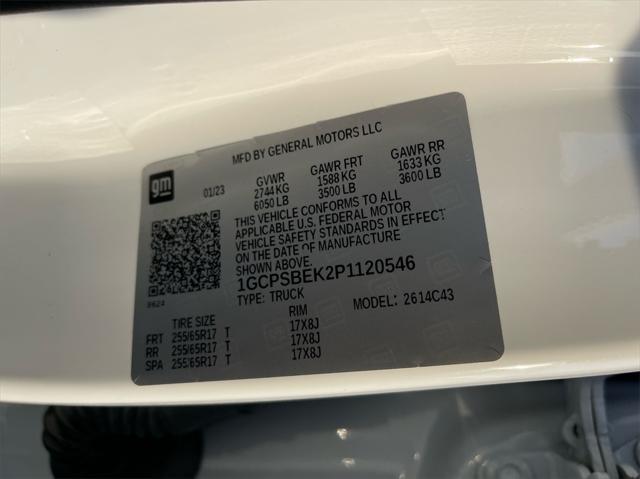 MFD BY GENERAL MOTORS LLC
gm
01/23
GVWR GAWR FRT GAWR RR
2744 KG 1588 KG 1633 KG
6050 LB 3500 LB 3600 LB
THIS VEHICLE CONFORMS TO ALL
APPLICABLE U.S. FEDERAL MOTOR
VEHICLE SAFETY STANDARDS IN EFFECT
ON THE DATE OF MANUFACTURE
SHOWN ABOVE.
1GCPSBEK2P1120546
TYPE: TRUCK MODEL: 2614C43
8624
TIRE SIZE RIM
FRT 255/65R17 T 17X8J
RR 255/65R17 T 17X8J
SPA 255/65R17 T 17X8J